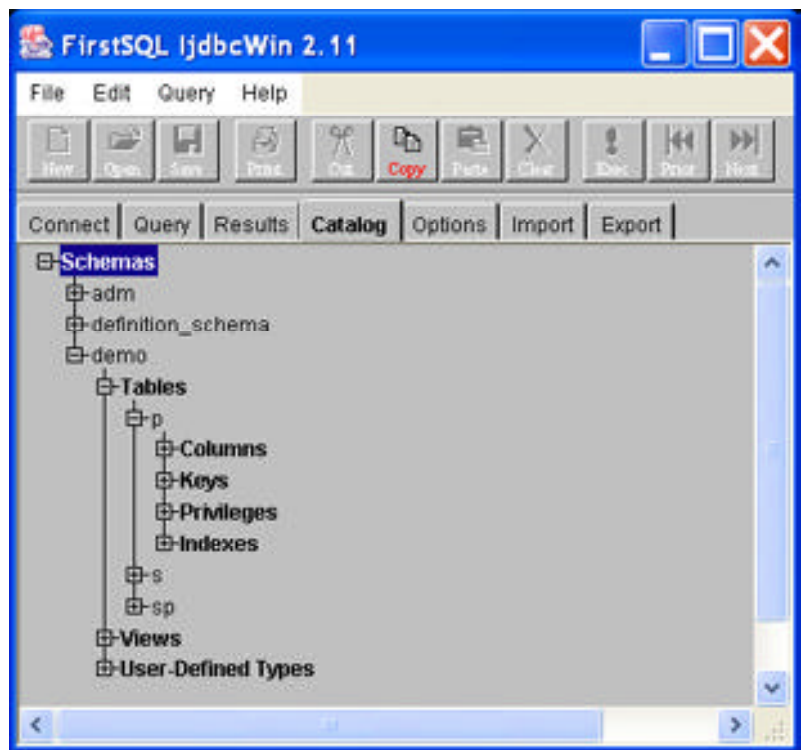 FirstSQL IjdbcWin 2.11
File Edit Query Help
New Open Save Print Cut Copy Paste Clear Exec Prior Next
Connect Query Results Catalog Options Import Export
Schemas
adm
definition_schema
demo
Tables
p
Columns
Keys
Privileges
Indexes
s
sp
Views
User-Defined Types